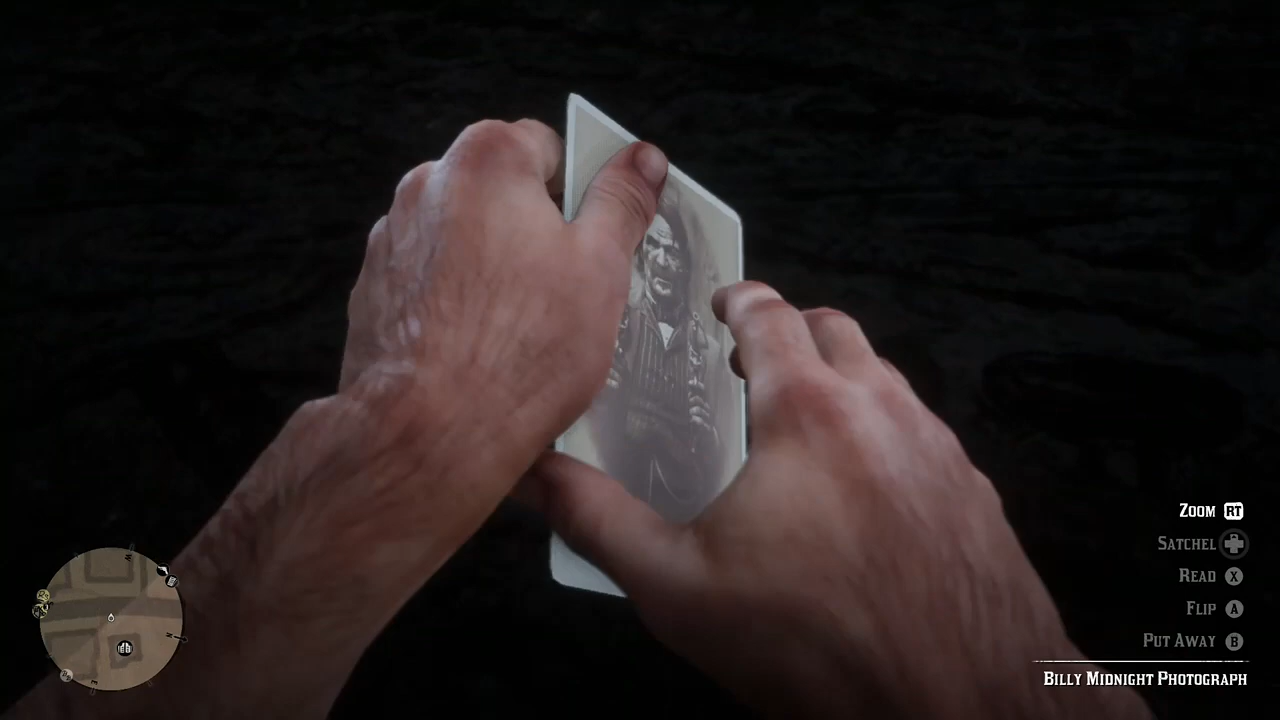 Zoom RT
Satchel
Read X
Flip A
Put Away B
Billy Midnight Photograph